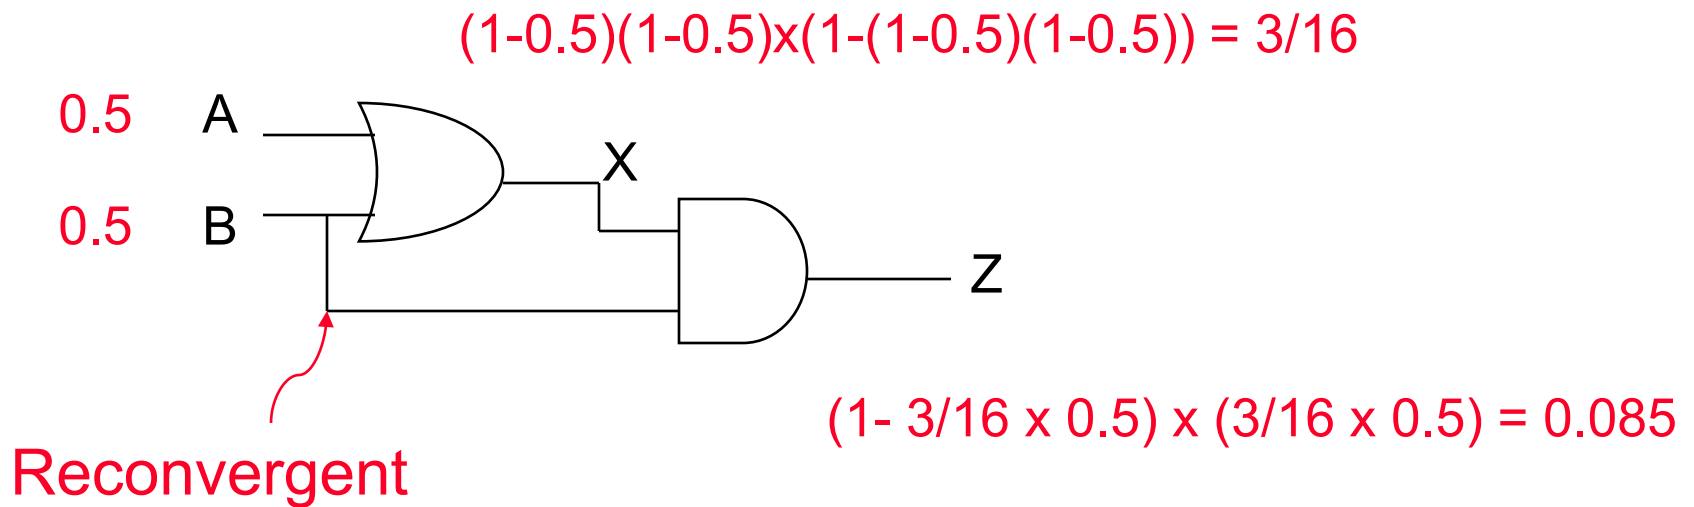 (1-0.5)(1-0.5)x(1-(1-0.5)(1-0.5)) = 3/16
0.5 A
X
0.5 B
Z
(1- 3/16 x 0.5) x (3/16 x 0.5) = 0.085
Reconvergent